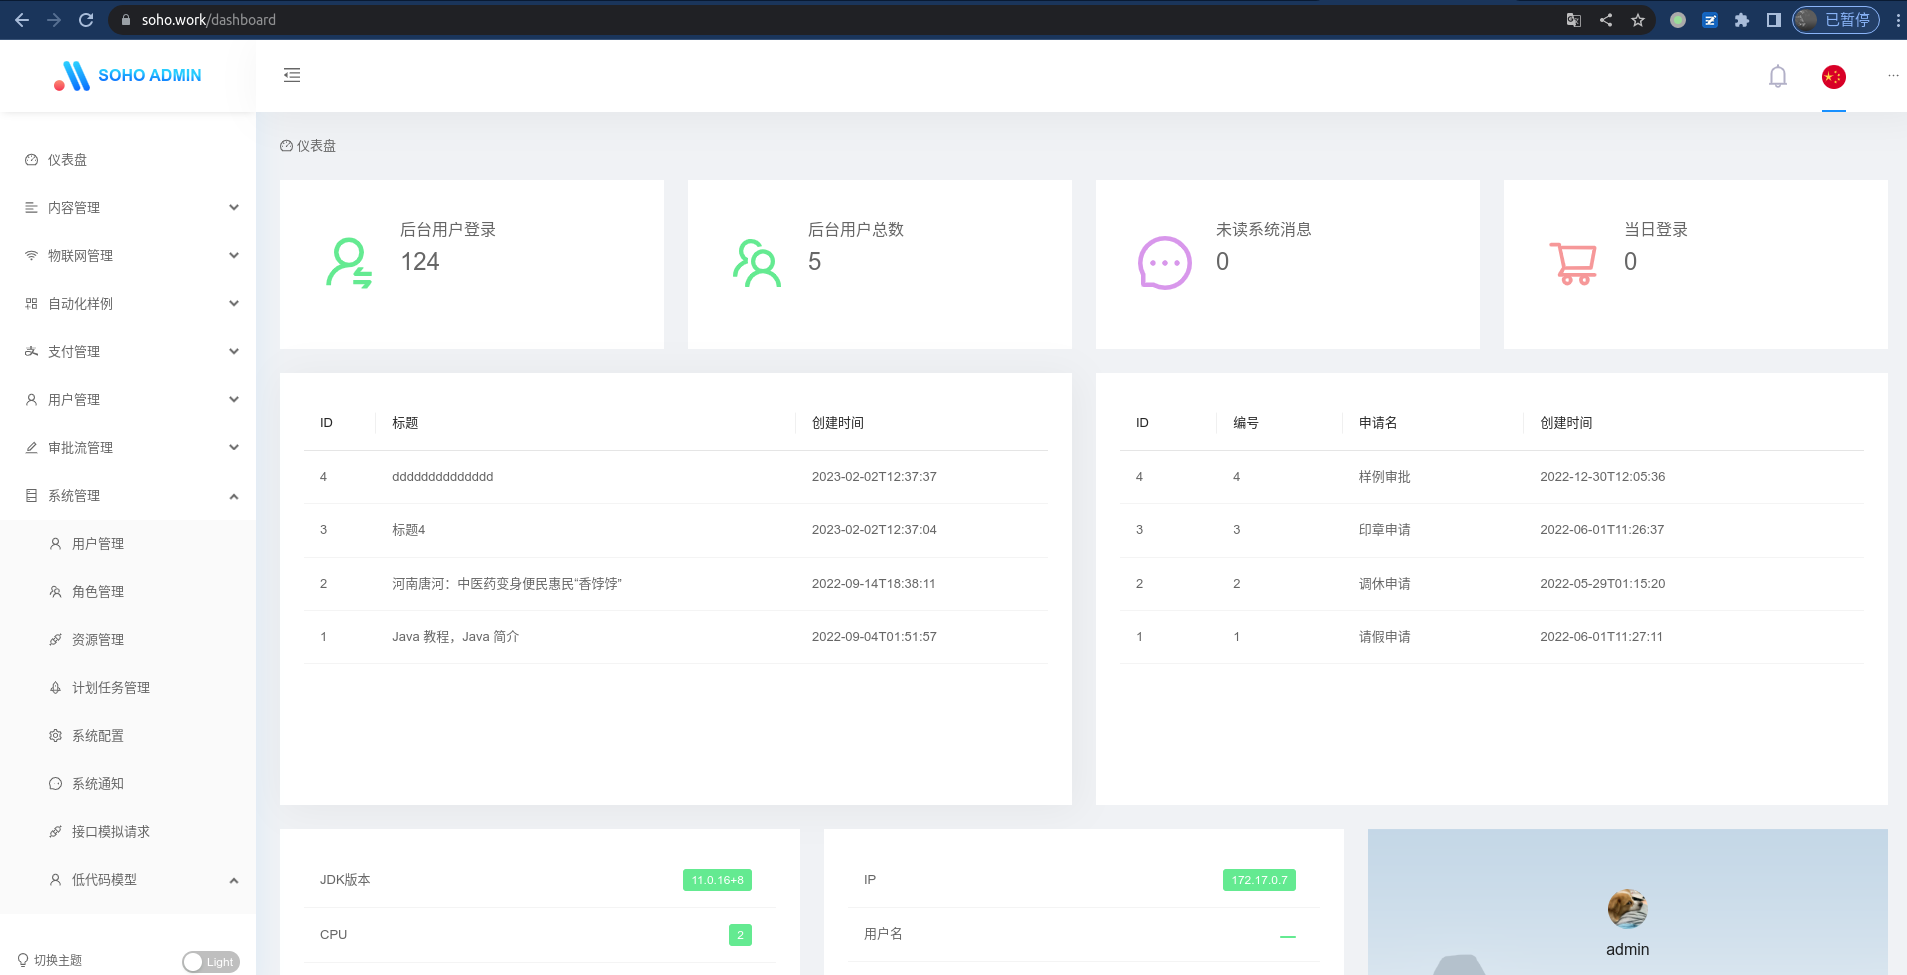 soho.work/dashboard
已暂停
SOHO ADMIN
仪表盘
内容管理
物联网管理
自动化样例
支付管理
用户管理
审批流管理
系统管理
用户管理
角色管理
资源管理
计划任务管理
系统配置
系统通知
接口模拟请求
低代码模型
切换主题
Light
仪表盘
后台用户登录
124
后台用户总数
5
未读系统消息
0
当日登录
0
ID 标题 创建时间
4 dddddddddddddd 2023-02-02T12:37:37
3 标题4 2023-02-02T12:37:04
2 河南唐河：中医药变身便民惠民“香饽饽” 2022-09-14T18:38:11
1 Java 教程，Java 简介 2022-09-04T01:51:57
ID 编号 申请名 创建时间
4 4 样例审批 2022-12-30T12:05:36
3 3 印章申请 2022-06-01T11:26:37
2 2 调休申请 2022-05-29T01:15:20
1 1 请假申请 2022-06-01T11:27:11
JDK版本 11.0.16+8
CPU 2
IP 172.17.0.7
用户名
admin